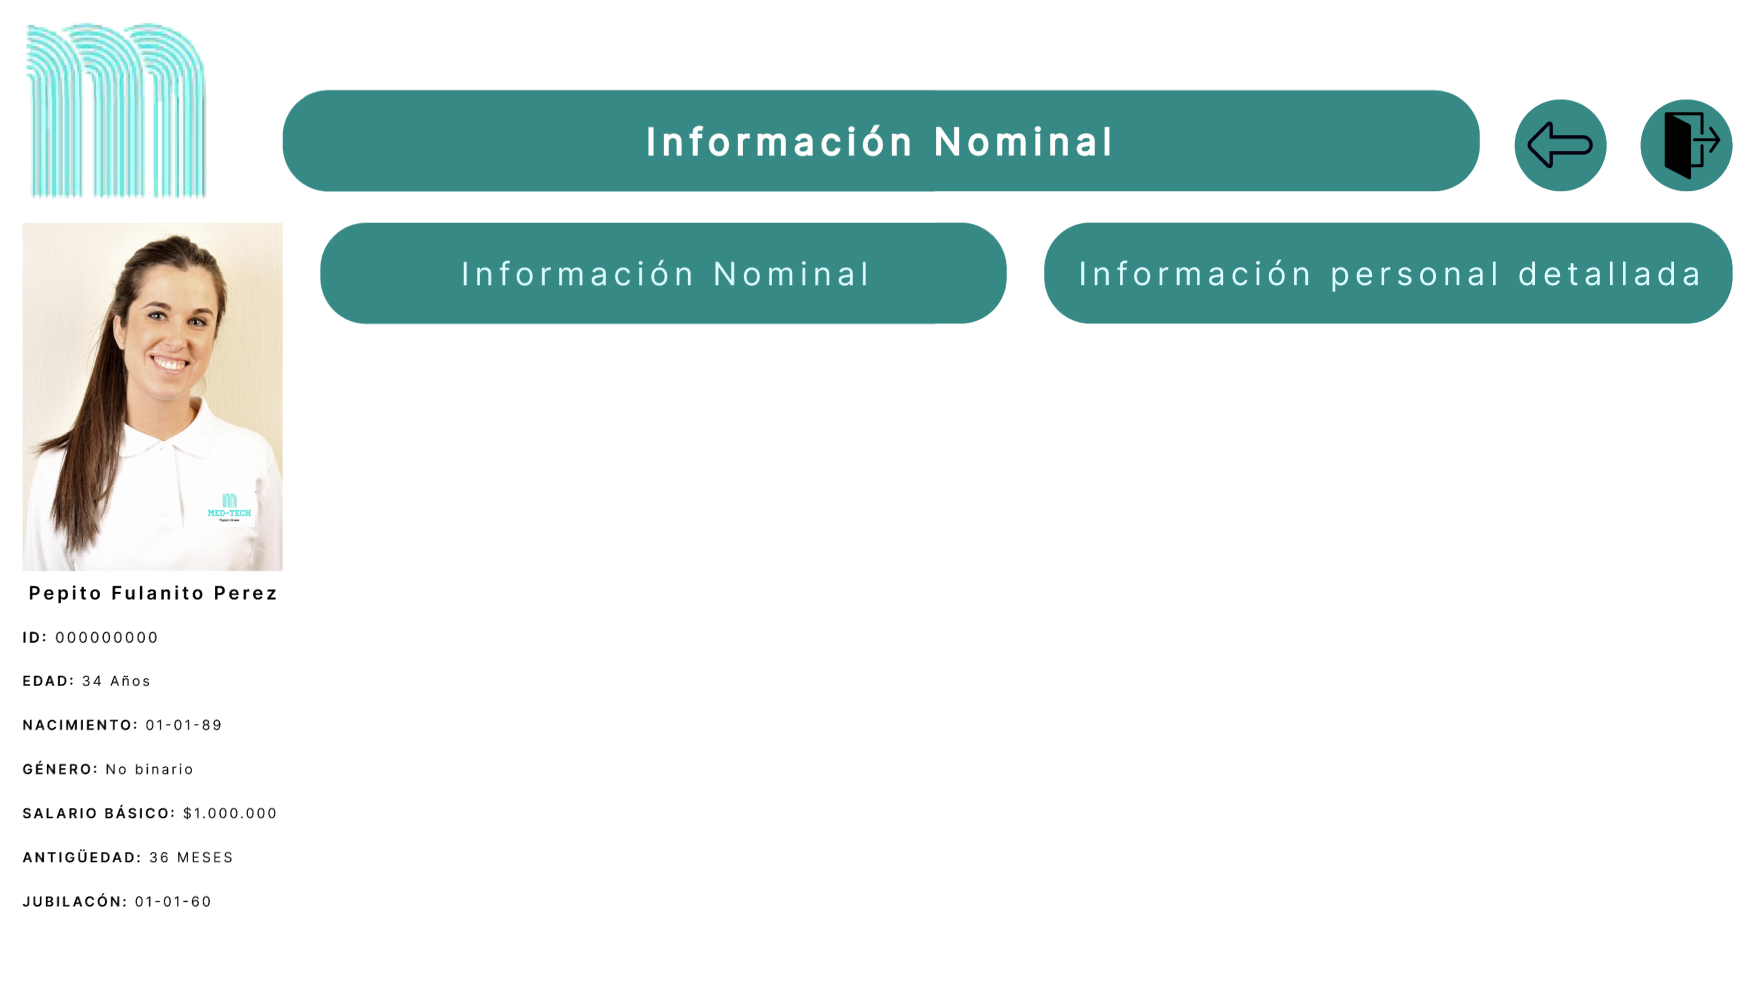 Información Nominal
Información Nominal
Información personal detallada
MED-TECH
Pepito Fulanito Perez
ID: 000000000
EDAD: 34 Años
NACIMIENTO: 01-01-89
GÉNERO: No binario
SALARIO BÁSICO: $1.000.000
ANTIGÜEDAD: 36 MESES
JUBILACÓN: 01-01-60